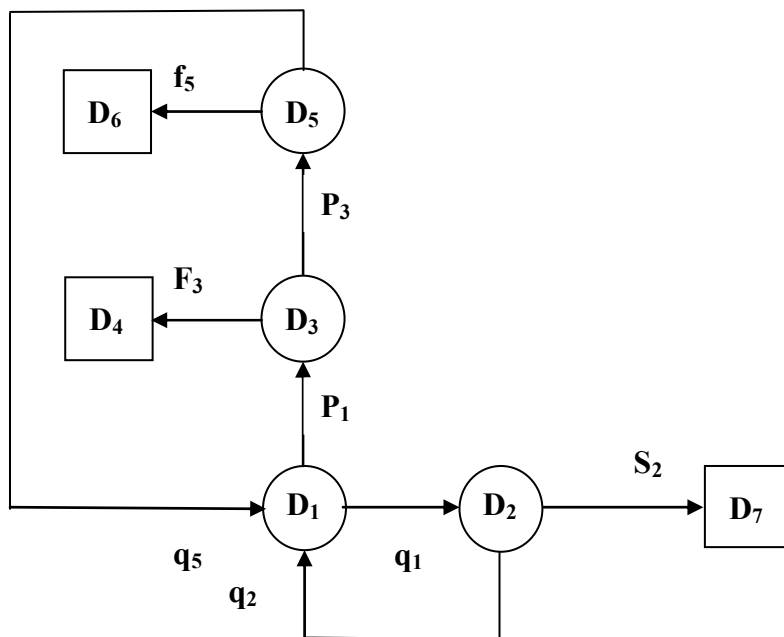 f₅
D₆ D₅
P₃
F₃
D₄ D₃
P₁
S₂
D₁ D₂ D₇
q₅ q₁
q₂